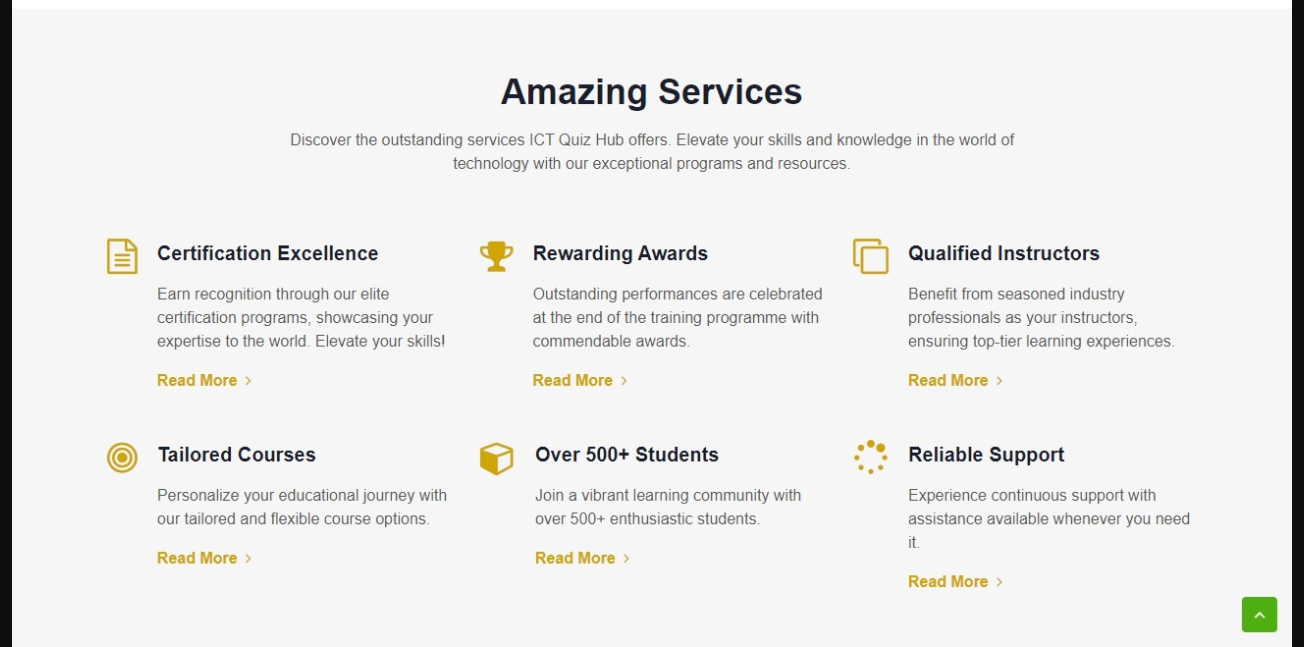 Amazing Services
Discover the outstanding services ICT Quiz Hub offers. Elevate your skills and knowledge in the world of
technology with our exceptional programs and resources.
Certification Excellence
Earn recognition through our elite
certification programs, showcasing your
expertise to the world. Elevate your skills!
Read More
Rewarding Awards
Outstanding performances are celebrated
at the end of the training programme with
commendable awards.
Read More
Qualified Instructors
Benefit from seasoned industry
professionals as your instructors,
ensuring top-tier learning experiences.
Read More
Tailored Courses
Personalize your educational journey with
our tailored and flexible course options.
Read More
Over 500+ Students
Join a vibrant learning community with
over 500+ enthusiastic students.
Read More
Reliable Support
Experience continuous support with
assistance available whenever you need
it.
Read More